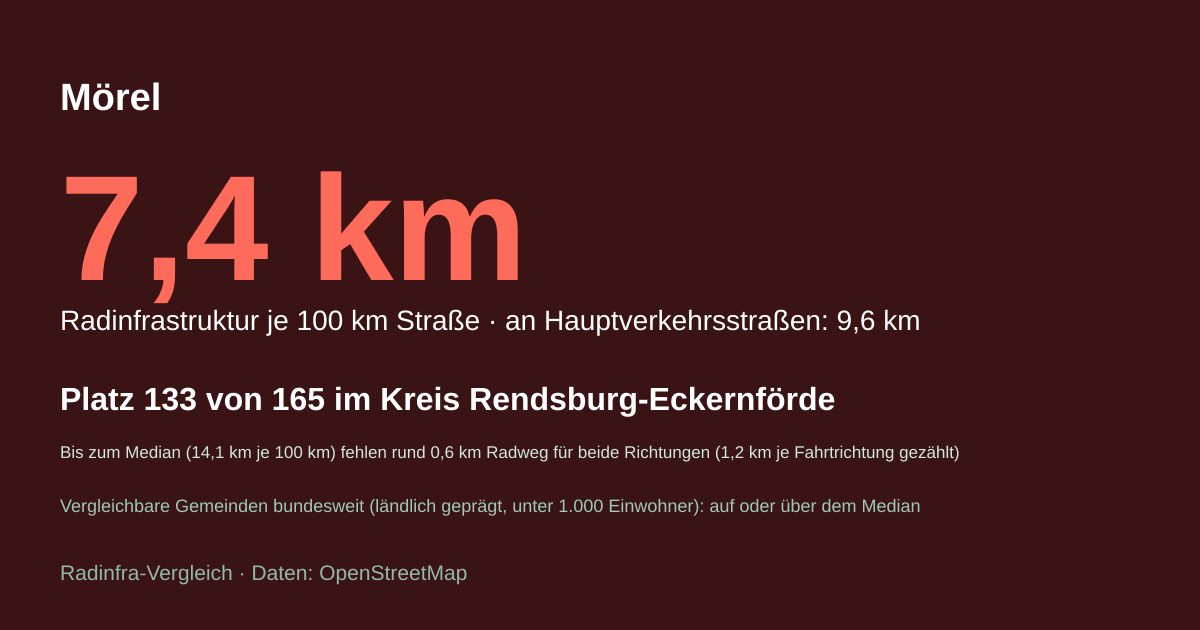 Mörel
7,4 km
Radinfrastruktur je 100 km Straße · an Hauptverkehrsstraßen: 9,6 km
Platz 133 von 165 im Kreis Rendsburg-Eckernförde
Bis zum Median (14,1 km je 100 km) fehlen rund 0,6 km Radweg für beide Richtungen (1,2 km je Fahrtrichtung gezählt)
Vergleichbare Gemeinden bundesweit (ländlich geprägt, unter 1.000 Einwohner): auf oder über dem Median
Radinfra-Vergleich · Daten: OpenStreetMap